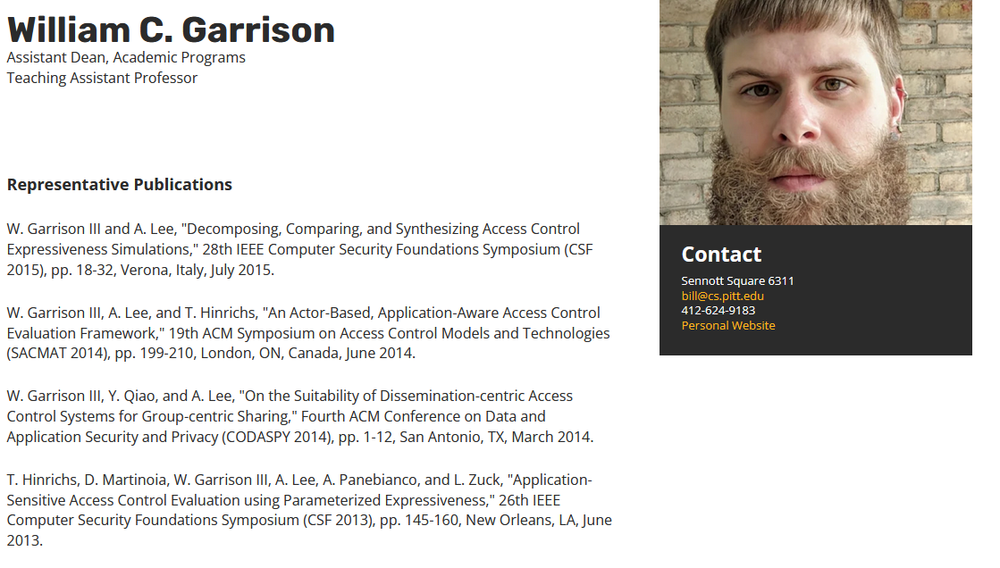 William C. Garrison
Assistant Dean, Academic Programs
Teaching Assistant Professor
Representative Publications
W. Garrison III and A. Lee, "Decomposing, Comparing, and Synthesizing Access Control
Expressiveness Simulations," 28th IEEE Computer Security Foundations Symposium (CSF
2015), pp. 18-32, Verona, Italy, July 2015.
W. Garrison III, A. Lee, and T. Hinrichs, "An Actor-Based, Application-Aware Access Control
Evaluation Framework," 19th ACM Symposium on Access Control Models and Technologies
(SACMAT 2014), pp. 199-210, London, ON, Canada, June 2014.
W. Garrison III, Y. Qiao, and A. Lee, "On the Suitability of Dissemination-centric Access
Control Systems for Group-centric Sharing," Fourth ACM Conference on Data and
Application Security and Privacy (CODASPY 2014), pp. 1-12, San Antonio, TX, March 2014.
T. Hinrichs, D. Martinoia, W. Garrison III, A. Lee, A. Panebianco, and L. Zuck, "Application-
Sensitive Access Control Evaluation using Parameterized Expressiveness," 26th IEEE
Computer Security Foundations Symposium (CSF 2013), pp. 145-160, New Orleans, LA, June
2013.
Contact
Sennott Square 6311
bill@cs.pitt.edu
412-624-9183
Personal Website